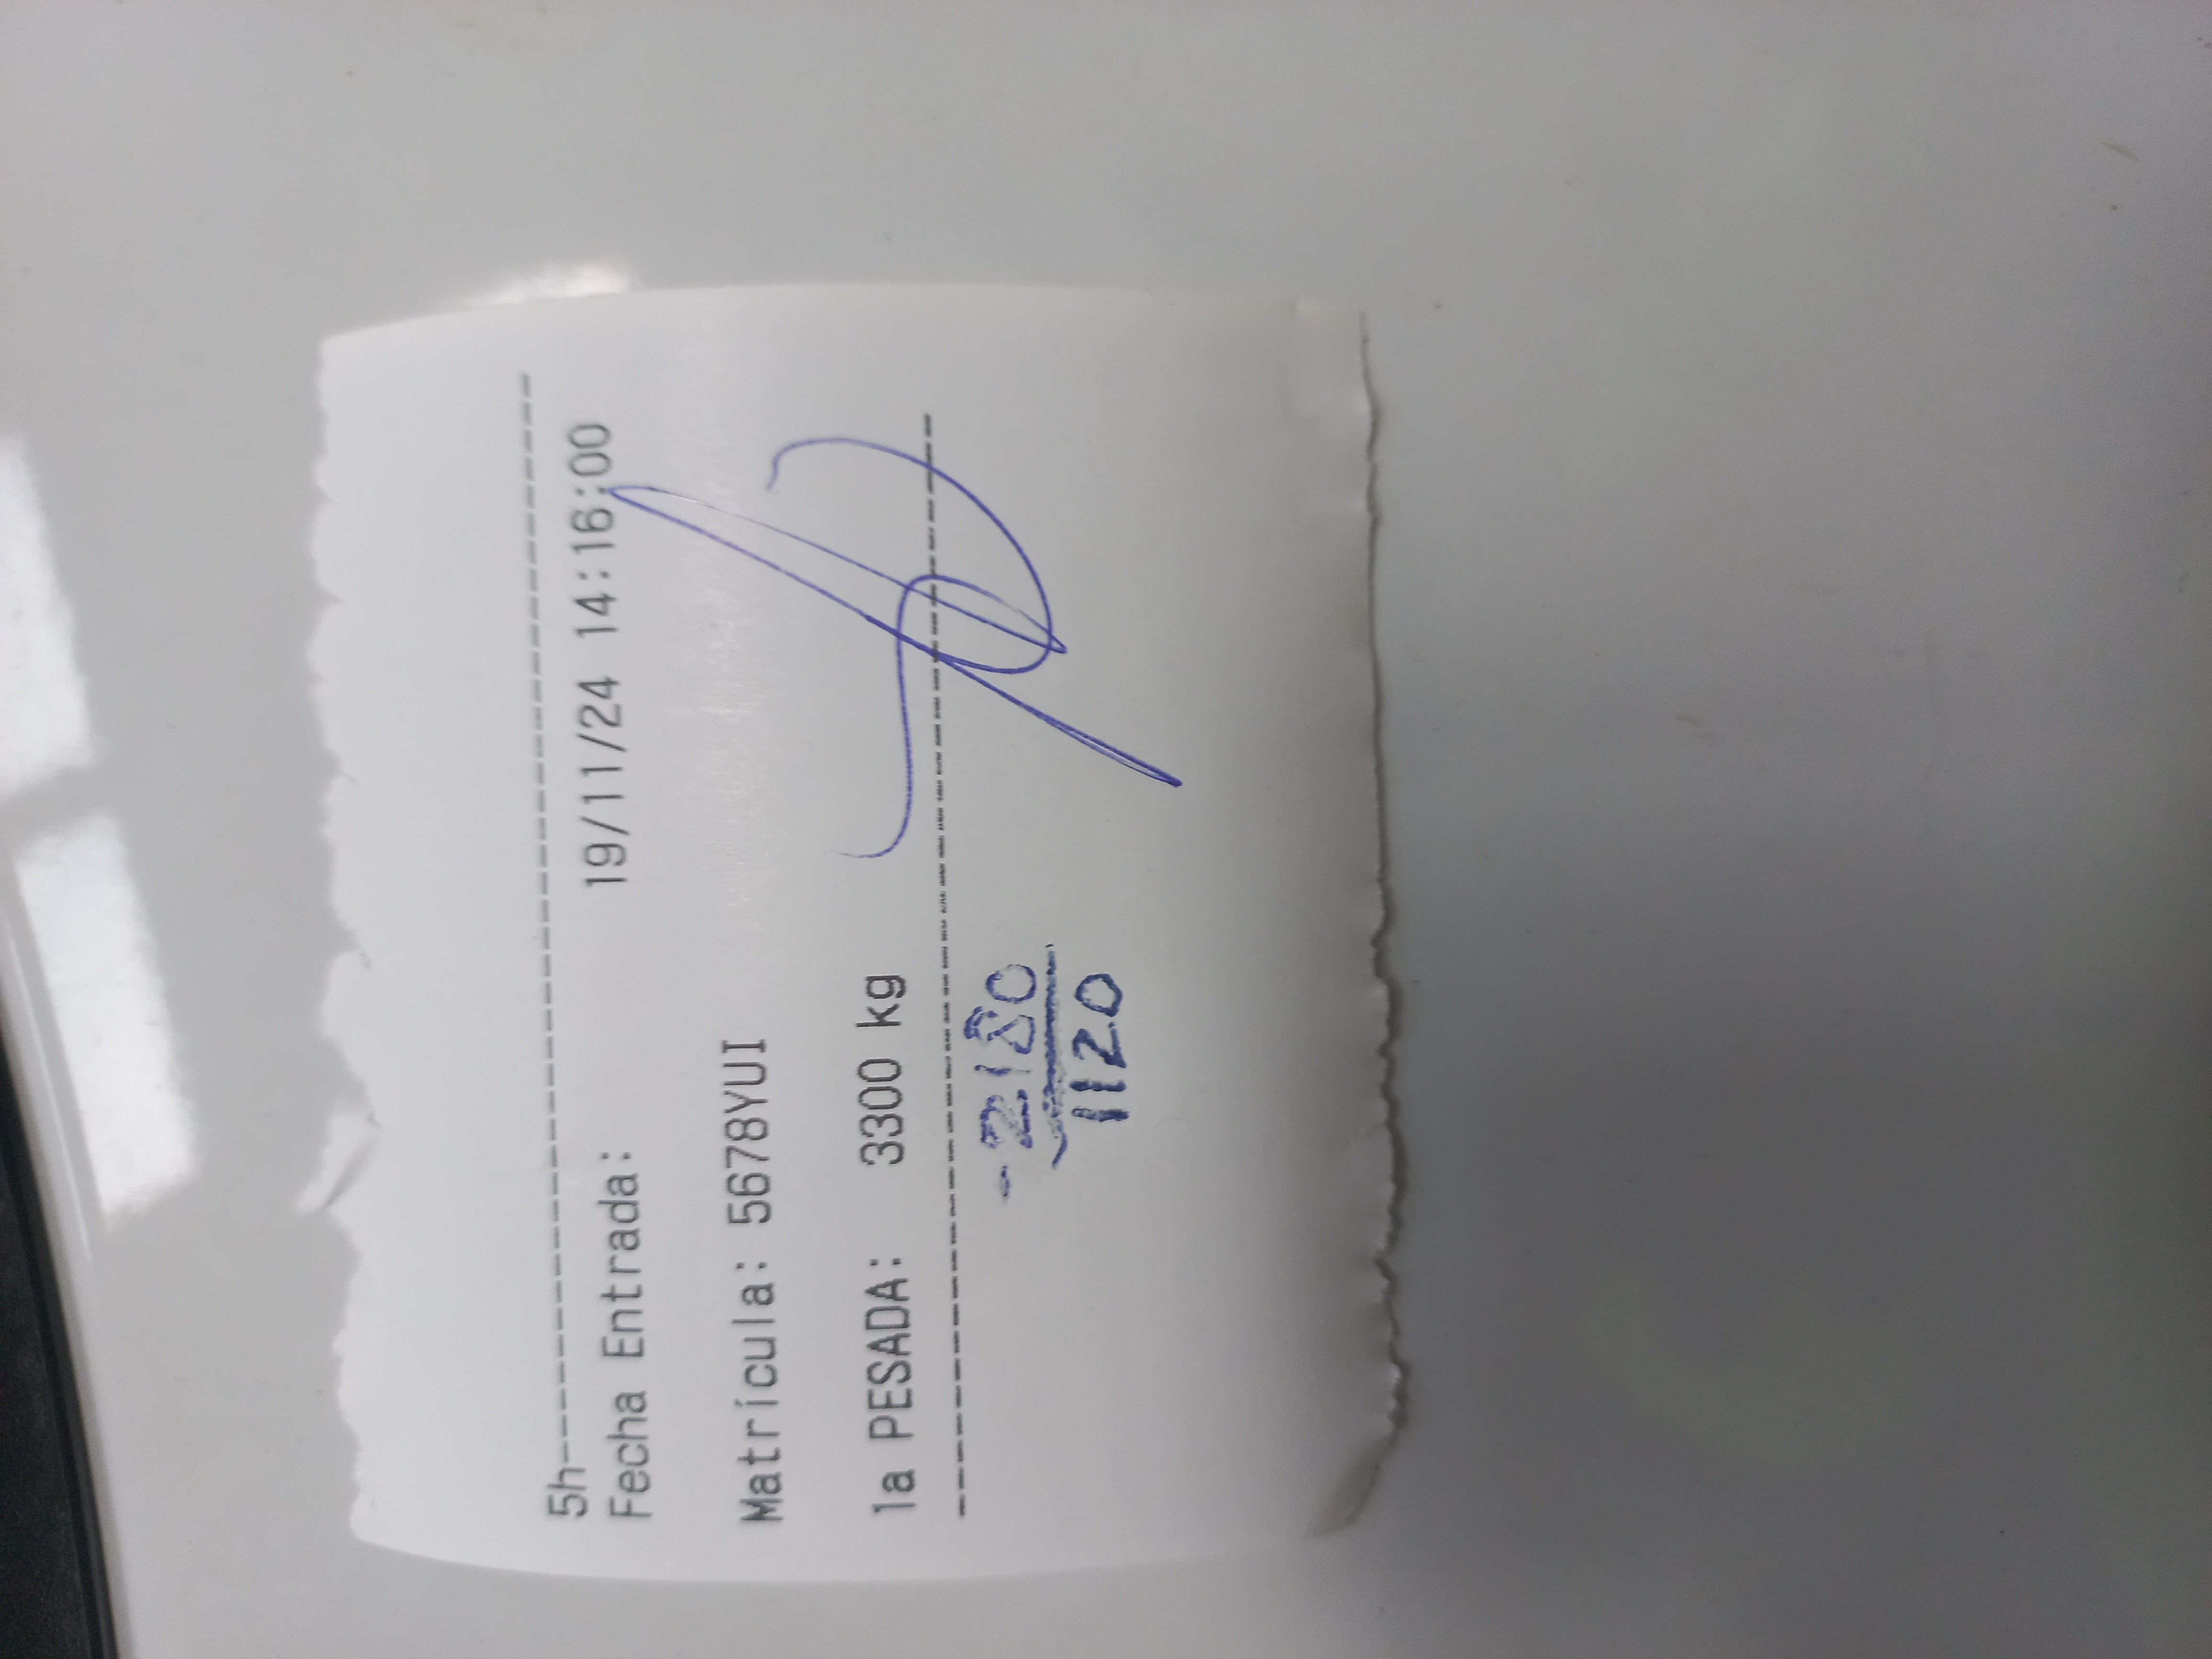 5h--------------------------------
Fecha Entrada: 19/11/24 14:16:00
Matrícula: 5678YUI
1a PESADA: 3300 kg
----------------------------------
-2180
1120